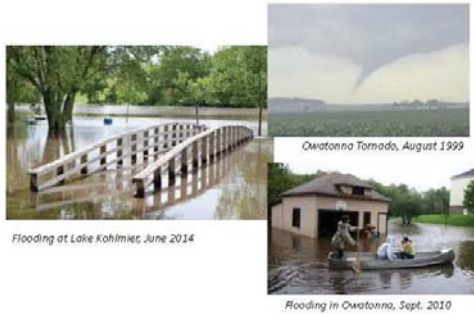 Owatonna Tornado, August 1999
Flooding at Lake Kohlmier, June 2014
Flooding in Owatonna, Sept. 2010